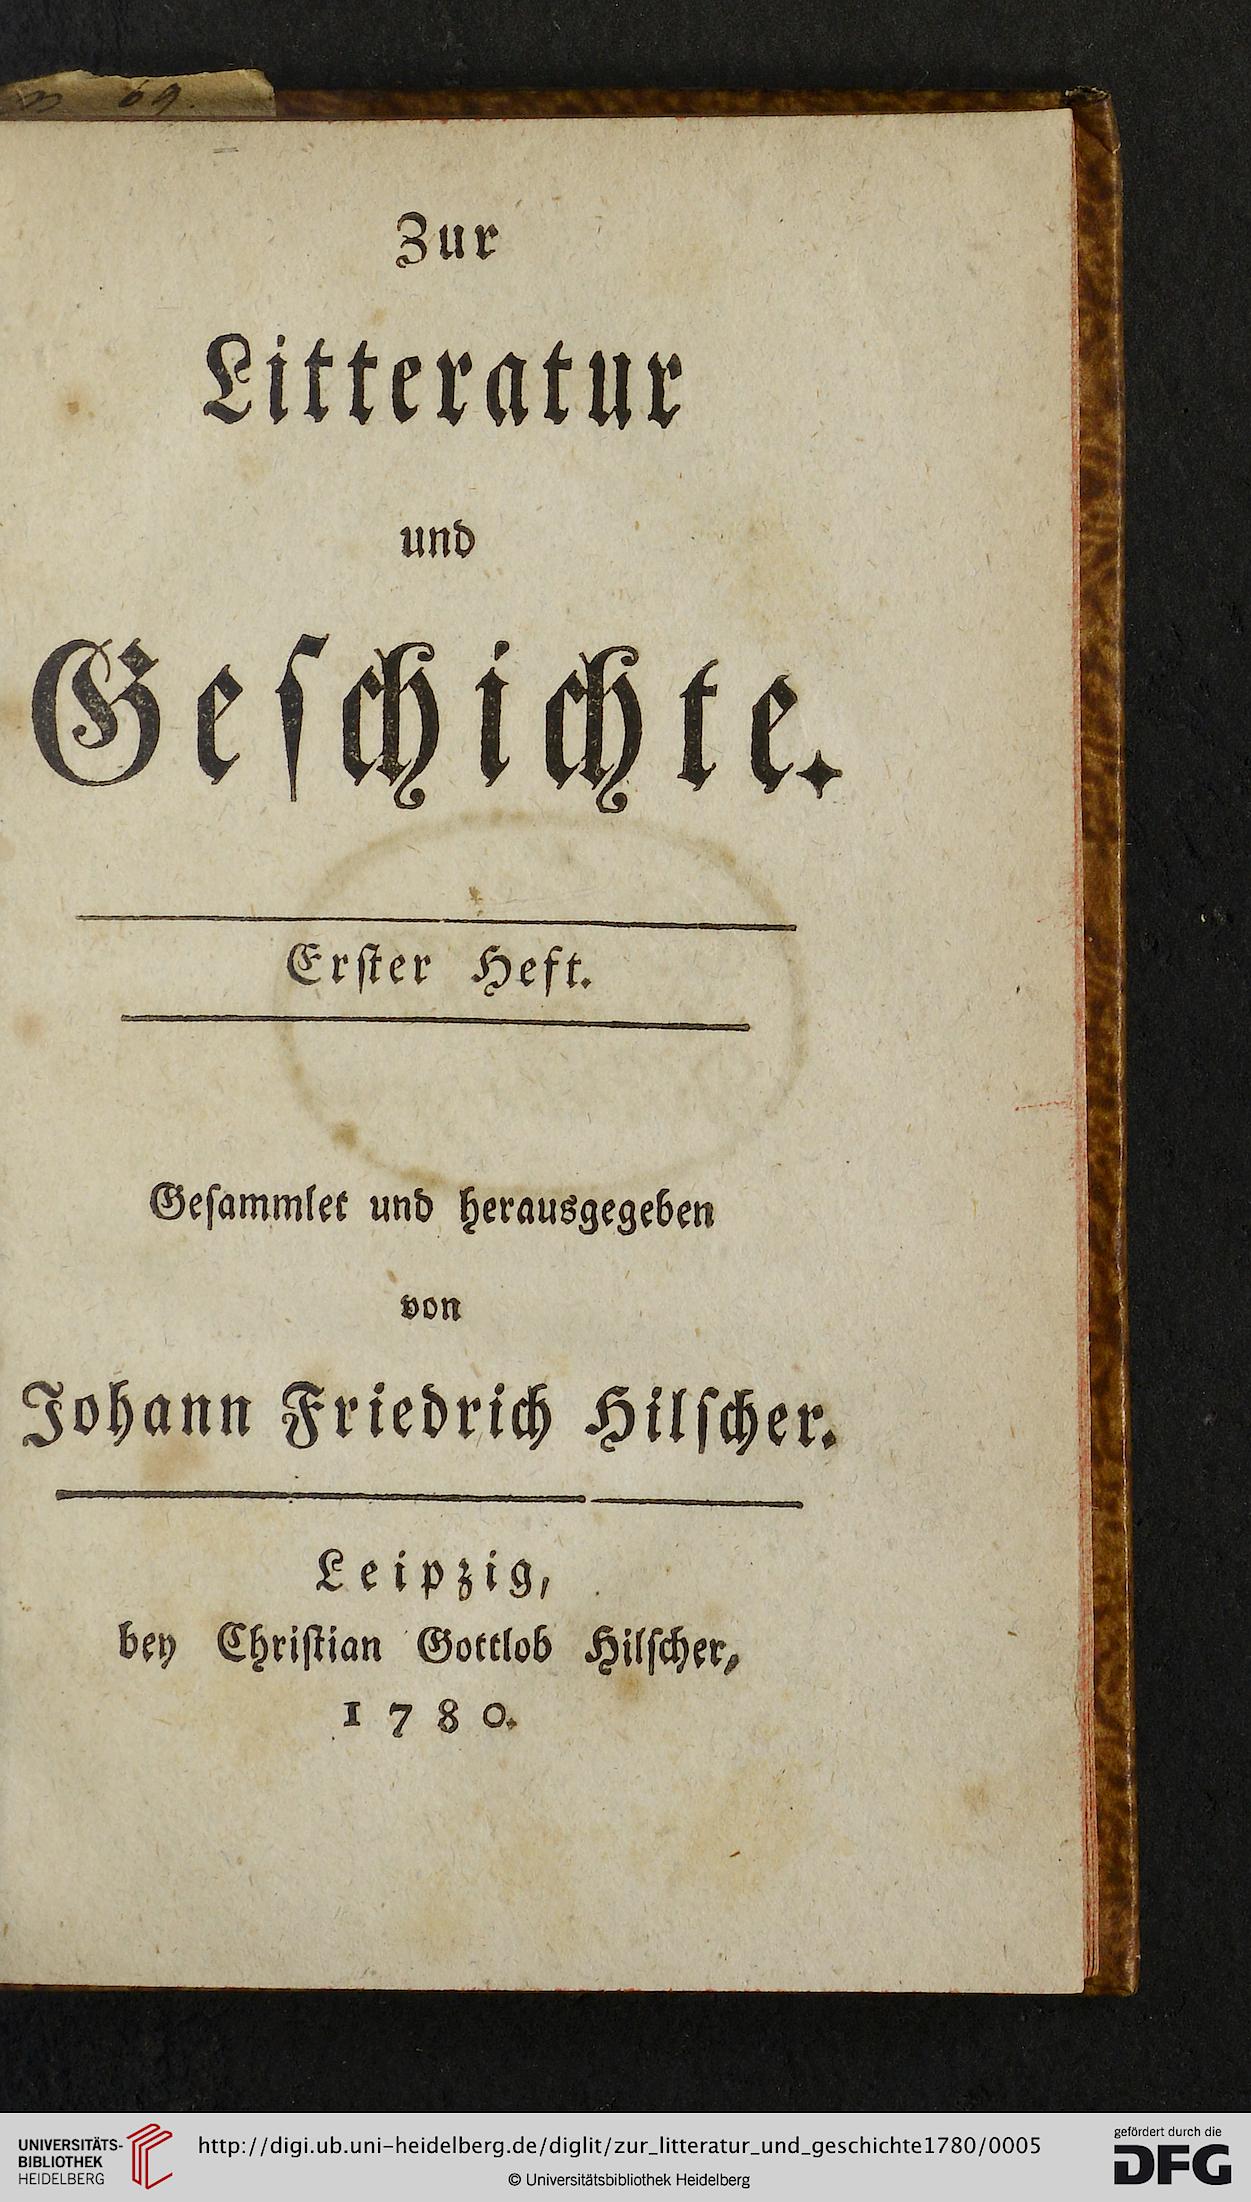 69.
Zur
Litteratur
und
Geſchichte.
Erſter Heft.
Geſammlet und herausgegeben
von
Johann Friedrich Hilſcher.
Leipzig,
bey Chriſtian Gottlob Hilſcher,
1780.
UNIVERSITÄTS-
BIBLIOTHEK
HEIDELBERG
http://digi.ub.uni-heidelberg.de/diglit/zur_litteratur_und_geschichte1780/0005
© Universitätsbibliothek Heidelberg
gefördert durch die
DFG